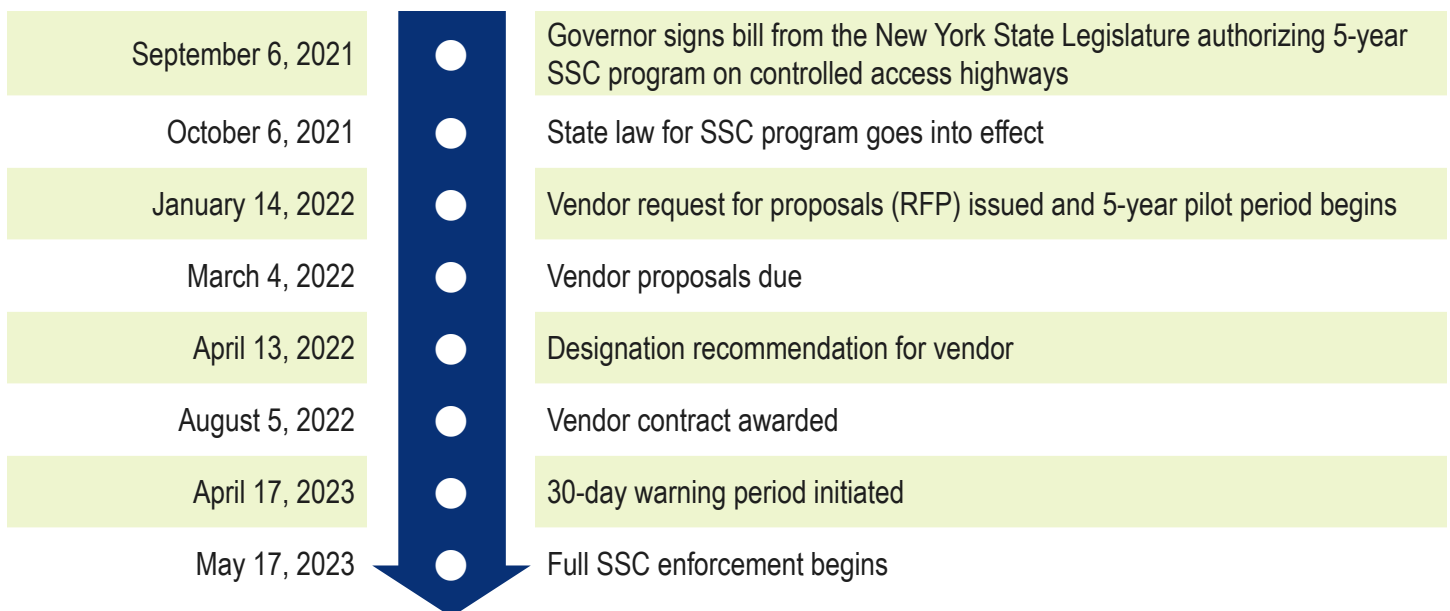 September 6, 2021
Governor signs bill from the New York State Legislature authorizing 5-year
SSC program on controlled access highways
October 6, 2021
State law for SSC program goes into effect
January 14, 2022
Vendor request for proposals (RFP) issued and 5-year pilot period begins
March 4, 2022
Vendor proposals due
April 13, 2022
Designation recommendation for vendor
August 5, 2022
Vendor contract awarded
April 17, 2023
30-day warning period initiated
May 17, 2023
Full SSC enforcement begins